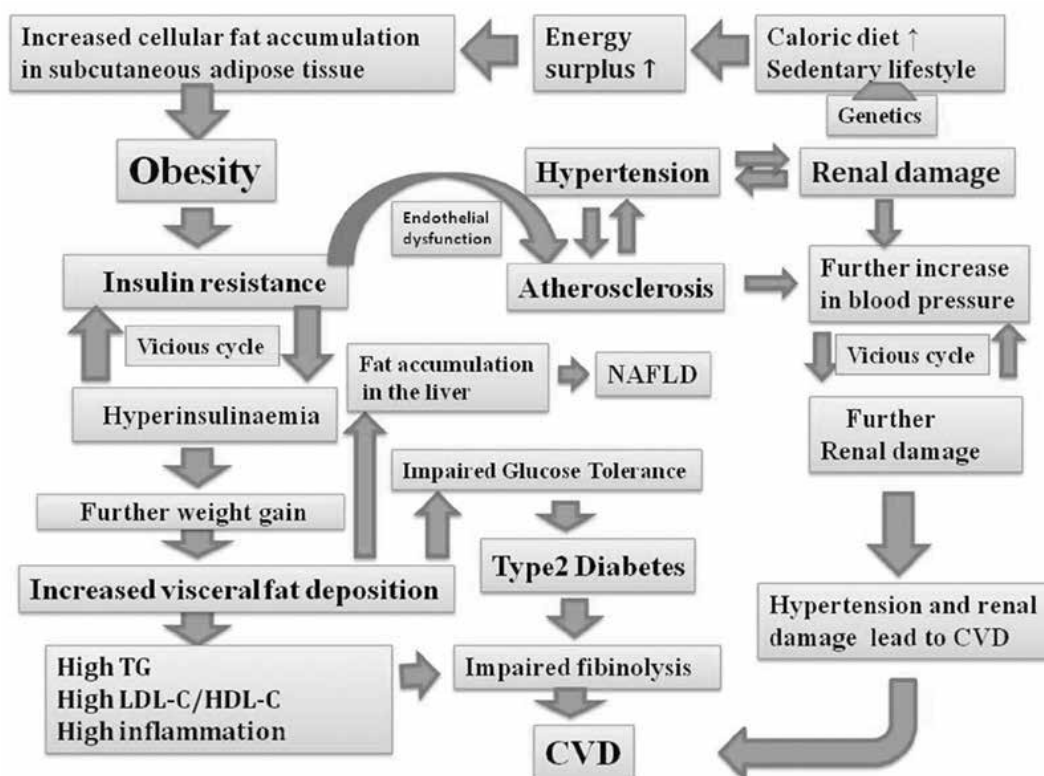 Increased cellular fat accumulation
in subcutaneous adipose tissue
Energy
surplus ↑
Caloric diet ↑
Sedentary lifestyle
Genetics
Obesity
Hypertension
Renal damage
Endothelial
dysfunction
Insulin resistance
Atherosclerosis
Further increase
in blood pressure
Vicious cycle
Fat accumulation
in the liver
NAFLD
Vicious cycle
Hyperinsulinaemia
Further
Renal damage
Impaired Glucose Tolerance
Further weight gain
Type2 Diabetes
Increased visceral fat deposition
Hypertension and renal
damage lead to CVD
High TG
High LDL-C/HDL-C
High inflammation
Impaired fibinolysis
CVD